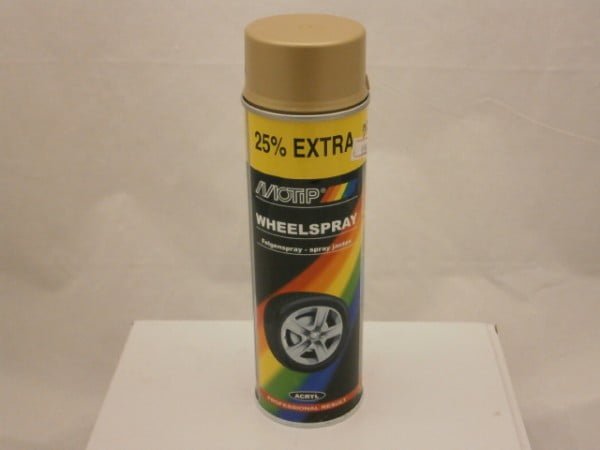 25% EXTRA
MOTIP®
WHEELSPRAY
Felgenspray - spray jantes
ACRYL
PROFESSIONAL RESULT